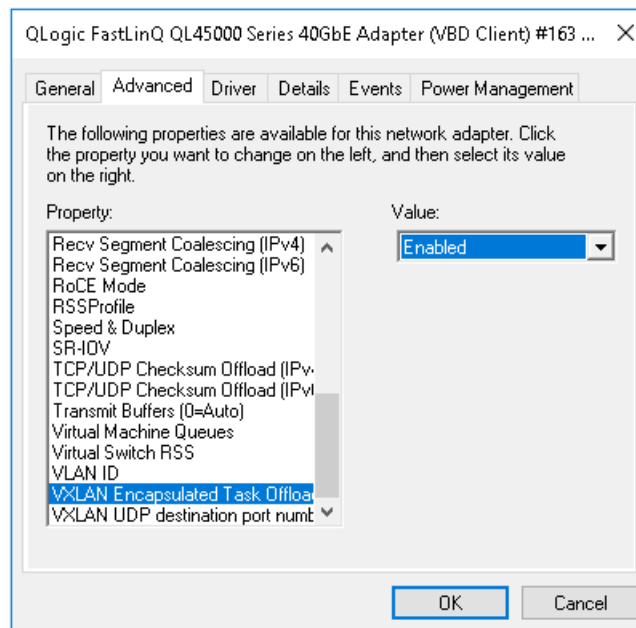 QLogic FastLinQ QL45000 Series 40GbE Adapter (VBD Client) #163 ...
General Advanced Driver Details Events Power Management
The following properties are available for this network adapter. Click
the property you want to change on the left, and then select its value
on the right.
Property: Value:
Recv Segment Coalescing (IPv4) Enabled
Recv Segment Coalescing (IPv6)
RoCE Mode
RSSProfile
Speed & Duplex
SR-IOV
TCP/UDP Checksum Offload (IPv
TCP/UDP Checksum Offload (IPv
Transmit Buffers (0=Auto)
Virtual Machine Queues
Virtual Switch RSS
VLAN ID
VXLAN Encapsulated Task Offloa
VXLAN UDP destination port numb
OK Cancel